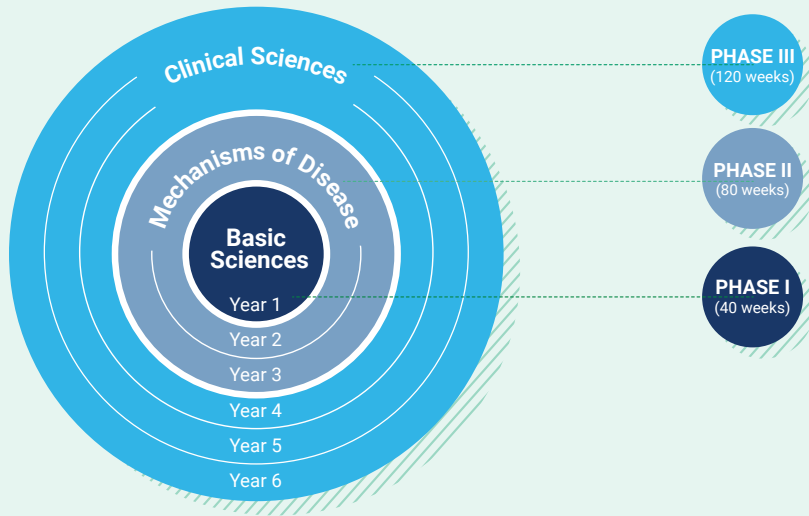 Clinical Sciences
Mechanisms of Disease
Basic
Sciences
Year 1
Year 2
Year 3
Year 4
Year 5
Year 6
PHASE III
(120 weeks)
PHASE II
(80 weeks)
PHASE I
(40 weeks)